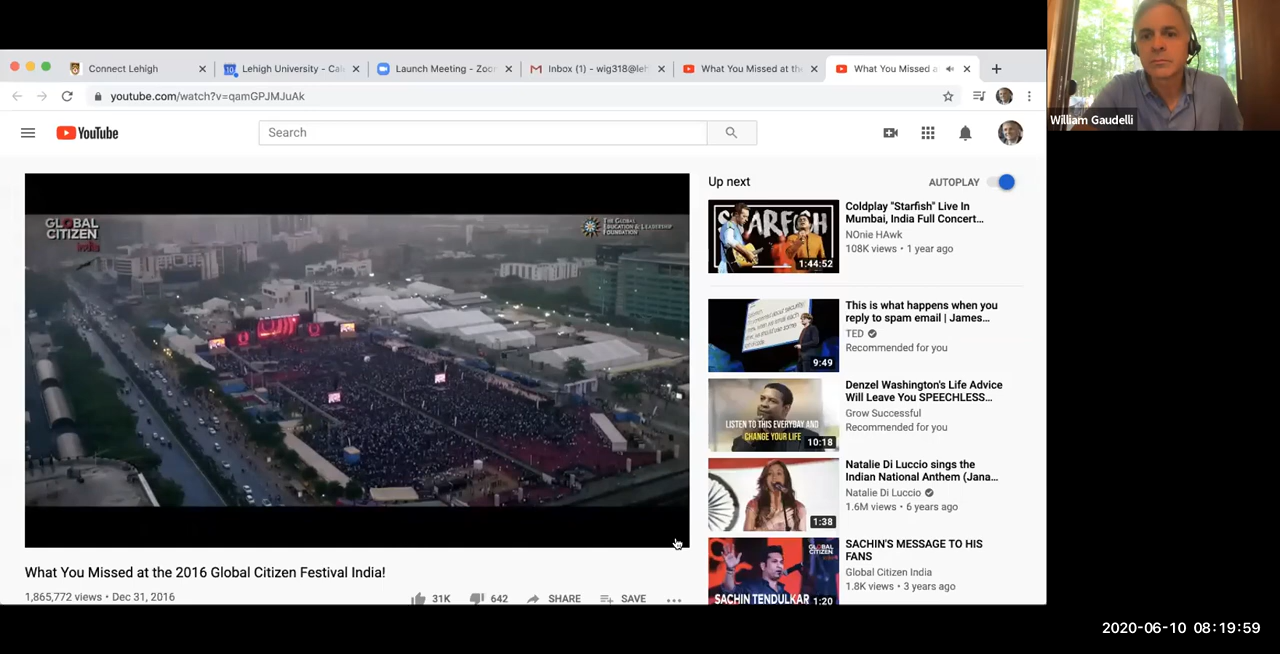 Connect Lehigh
Lehigh University - Cal
Launch Meeting - Zoo
Inbox (1) - wig318@leh
What You Missed at the
What You Missed a
youtube.com/watch?v=qamGPJMJuAk
YouTube
Search
William Gaudelli
GLOBAL
CITIZEN
India
THE GLOBAL
EDUCATION & LEADERSHIP
FOUNDATION
Up next
AUTOPLAY
STARFISH
1:44:52
Coldplay "Starfish" Live In
Mumbai, India Full Concert...
NOnie HAwk
108K views • 1 year ago
9:49
This is what happens when you
reply to spam email | James...
TED
Recommended for you
LISTEN TO THIS EVERYDAY AND
CHANGE YOUR LIFE
10:18
Denzel Washington's Life Advice
Will Leave You SPEECHLESS...
Grow Successful
Recommended for you
1:38
Natalie Di Luccio sings the
Indian National Anthem (Jana...
Natalie Di Luccio
1.6M views • 6 years ago
GLOBAL
CITIZEN
SACHIN TENDULKAR
1:20
SACHIN'S MESSAGE TO HIS
FANS
Global Citizen India
1.8K views • 3 years ago
What You Missed at the 2016 Global Citizen Festival India!
1,865,772 views • Dec 31, 2016
31K
642
SHARE
SAVE
2020-06-10 08:19:59